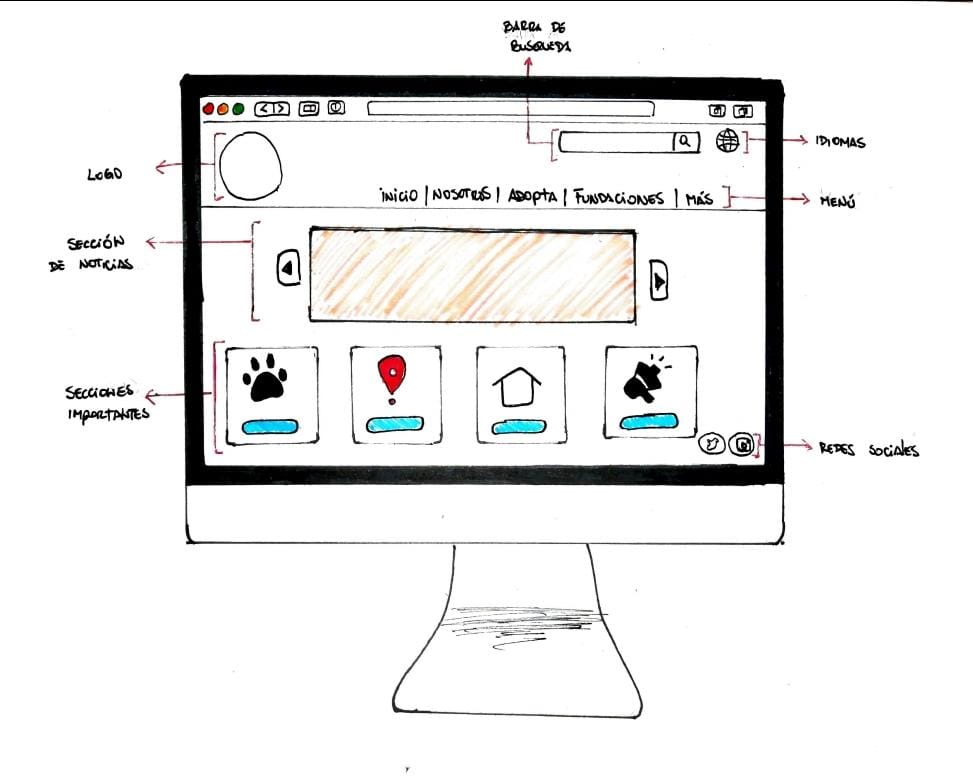 BARRA DE
BUSQUEDA
IDIOMAS
LOGO
INICIO | NOSOTROS | ADOPTA | FUNDACIONES | MÁS
MENÚ
SECCIÓN
DE NOTICIAS
SECCIONES
IMPORTANTES
REDES SOCIALES